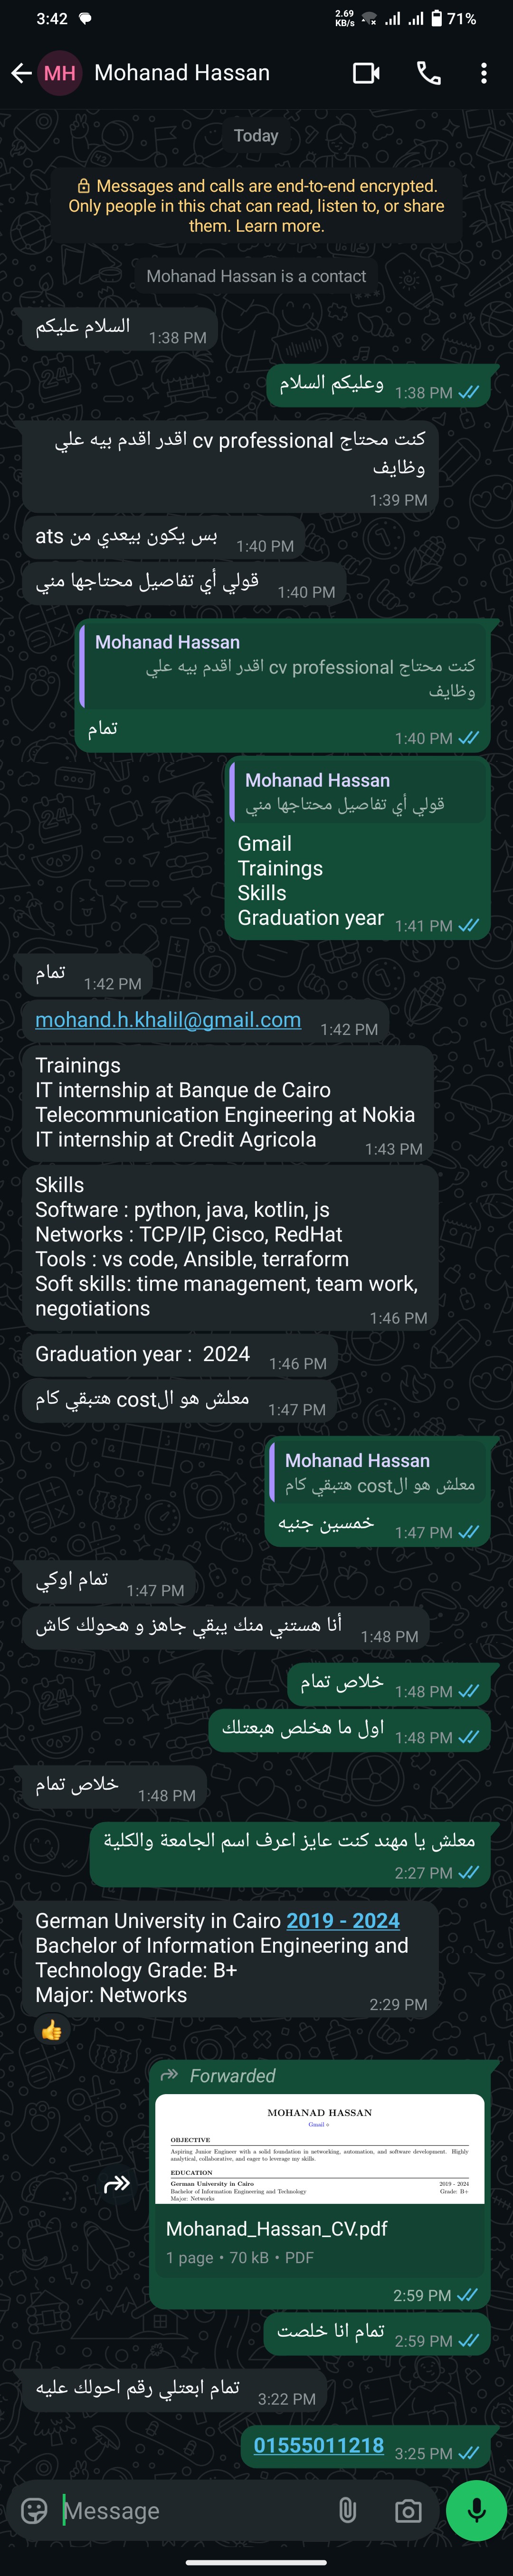 3:42
2.69
KB/s
71%
MH
Mohanad Hassan
Today
Messages and calls are end-to-end encrypted.
Only people in this chat can read, listen to, or share
them. Learn more.
Mohanad Hassan is a contact
السلام عليكم
1:38 PM
وعليكم السلام
1:38 PM
كنت محتاج cv professional اقدر اقدم بيه علي
وظايف
1:39 PM
بس يكون بيعدي من ats
1:40 PM
قولي أي تفاصيل محتاجها مني
1:40 PM
Mohanad Hassan
كنت محتاج cv professional اقدر اقدم بيه علي
وظايف
تمام
1:40 PM
Mohanad Hassan
قولي أي تفاصيل محتاجها مني
Gmail
Trainings
Skills
Graduation year
1:41 PM
تمام
1:42 PM
mohand.h.khalil@gmail.com
1:42 PM
Trainings
IT internship at Banque de Cairo
Telecommunication Engineering at Nokia
IT internship at Credit Agricola
1:43 PM
Skills
Software : python, java, kotlin, js
Networks : TCP/IP, Cisco, RedHat
Tools : vs code, Ansible, terraform
Soft skills: time management, team work,
negotiations
1:46 PM
Graduation year :  2024
1:46 PM
معلش هو الcost هتبقي كام
1:47 PM
Mohanad Hassan
معلش هو الcost هتبقي كام
خمسين جنيه
1:47 PM
تمام اوكي
1:47 PM
أنا هستني منك يبقي جاهز و هحولك كاش
1:48 PM
خلاص تمام
1:48 PM
اول ما هخلص هبعتلك
1:48 PM
خلاص تمام
1:48 PM
معلش يا مهند كنت عايز اعرف اسم الجامعة والكلية
2:27 PM
German University in Cairo 2019 - 2024
Bachelor of Information Engineering and
Technology Grade: B+
Major: Networks
2:29 PM
Forwarded
MOHANAD HASSAN
Gmail
OBJECTIVE
Aspiring Junior Engineer with a solid foundation in networking, automation, and software development. Highly
analytical, collaborative, and eager to leverage my skills.
EDUCATION
German University in Cairo 2019 - 2024
Bachelor of Information Engineering and Technology Grade: B+
Major: Networks
Mohanad_Hassan_CV.pdf
1 page • 70 kB • PDF
2:59 PM
تمام انا خلصت
2:59 PM
تمام ابعتلي رقم احولك عليه
3:22 PM
01555011218
3:25 PM
Message